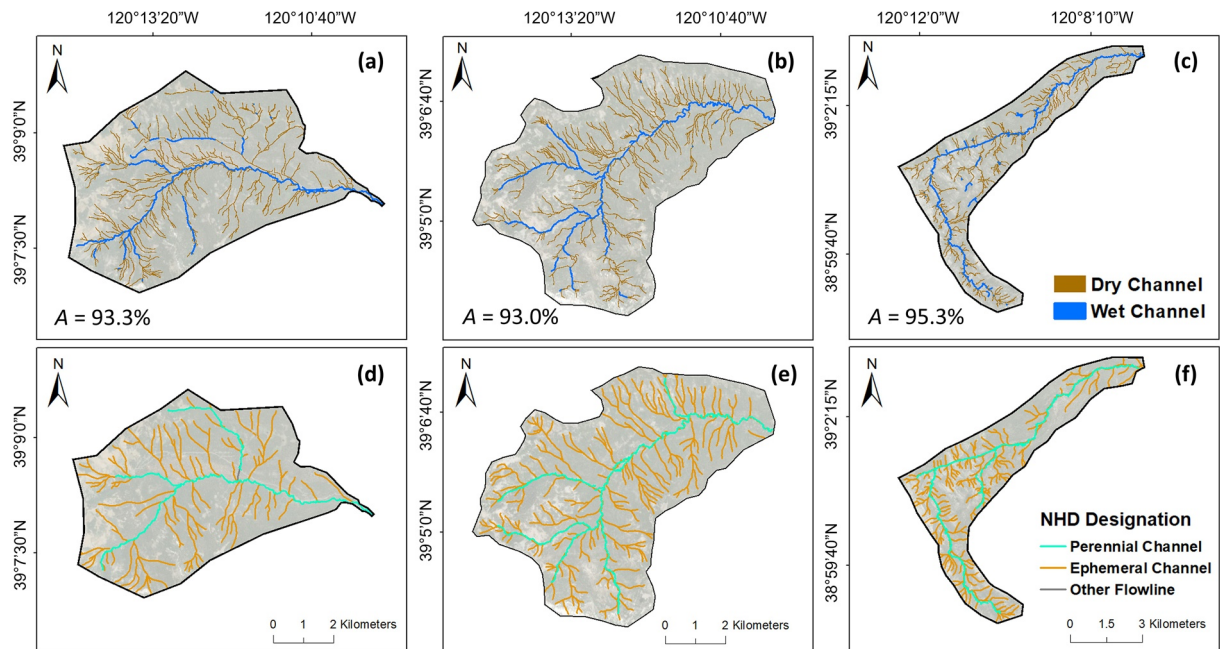 120°13'20"W 120°10'40"W 120°13'20"W 120°10'40"W 120°12'0"W 120°8'10"W
N (a) N (b) N (c)
39°9'0"N 39°6'40"N 39°2'15"N
39°7'30"N 39°5'0"N 38°59'40"N
Dry Channel
Wet Channel
A = 93.3% A = 93.0% A = 95.3%
N (d) N (e) N (f)
39°9'0"N 39°6'40"N 39°2'15"N
39°7'30"N 39°5'0"N 38°59'40"N
NHD Designation
Perennial Channel
Ephemeral Channel
Other Flowline
0 1 2 Kilometers 0 1 2 Kilometers 0 1.5 3 Kilometers